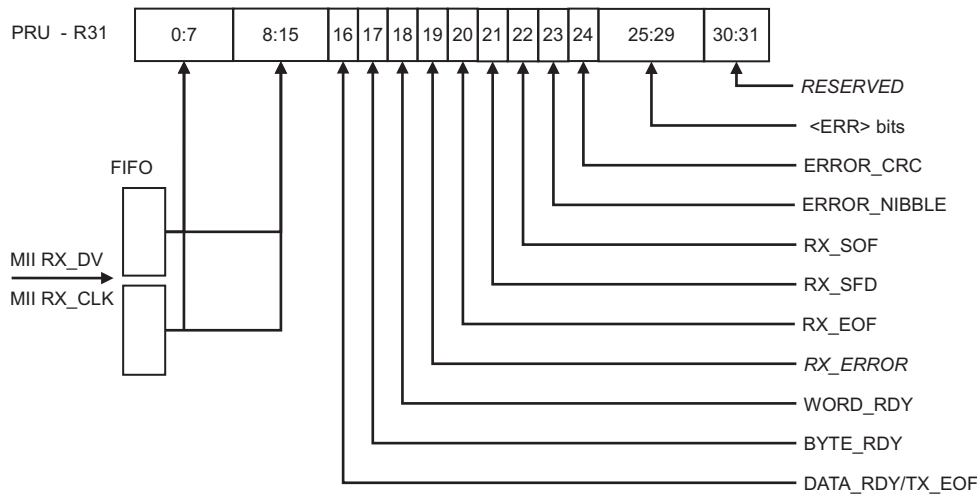 PRU - R31 0:7 8:15 16 17 18 19 20 21 22 23 24 25:29 30:31
RESERVED
<ERR> bits
ERROR_CRC
FIFO
ERROR_NIBBLE
RX_SOF
MII RX_DV
RX_SFD
MII RX_CLK
RX_EOF
RX_ERROR
WORD_RDY
BYTE_RDY
DATA_RDY/TX_EOF